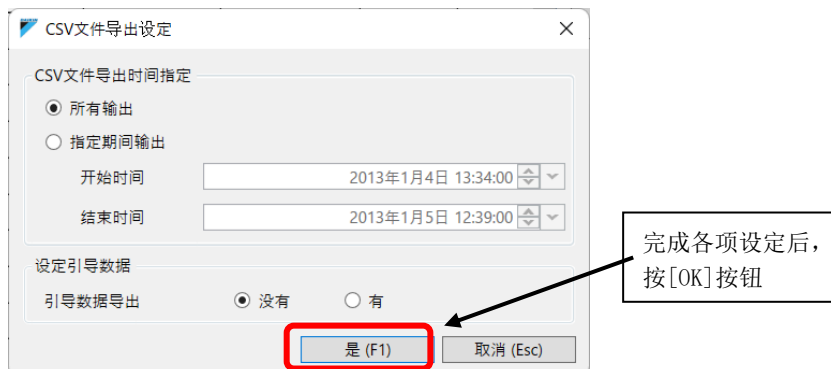 CSV文件导出设定
CSV文件导出时间指定
所有输出
指定期间输出
开始时间 2013年1月4日 13:34:00
结束时间 2013年1月5日 12:39:00
设定引导数据
引导数据导出 没有 有
是 (F1) 取消 (Esc)
完成各项设定后，
按[OK]按钮